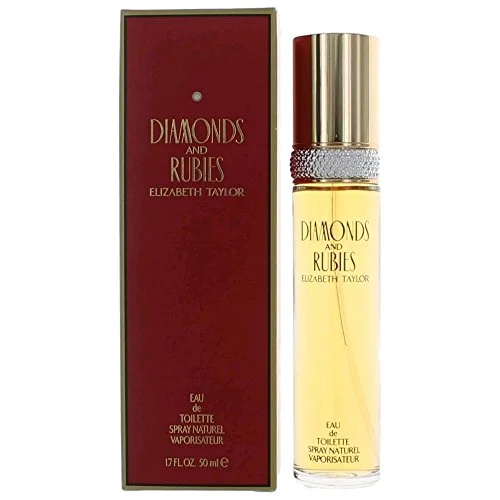 DIAMONDS
AND
RUBIES
ELIZABETH TAYLOR
EAU
de
TOILETTE
SPRAY NATUREL
VAPORISATEUR
1.7 FL. OZ. 50 ml ℮
DIAMONDS
AND
RUBIES
ELIZABETH TAYLOR
EAU
de
TOILETTE
SPRAY NATUREL
VAPORISATEUR